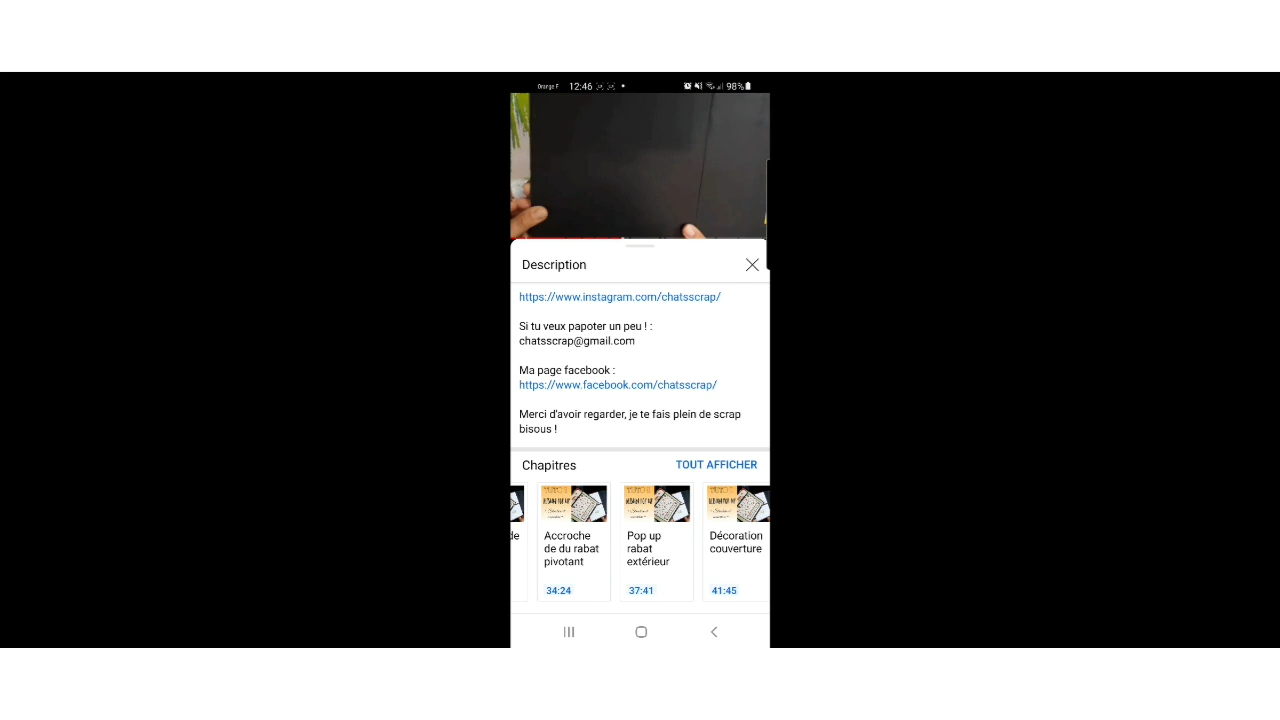 Orange F 12:46 98%
Description
https://www.instagram.com/chatsscrap/
Si tu veux papoter un peu ! :
chatsscrap@gmail.com
Ma page facebook :
https://www.facebook.com/chatsscrap/
Merci d'avoir regarder, je te fais plein de scrap
bisous !
Chapitres TOUT AFFICHER
de
Accroche
de du rabat
pivotant
34:24
Pop up
rabat
extérieur
37:41
Décoration
couverture
41:45